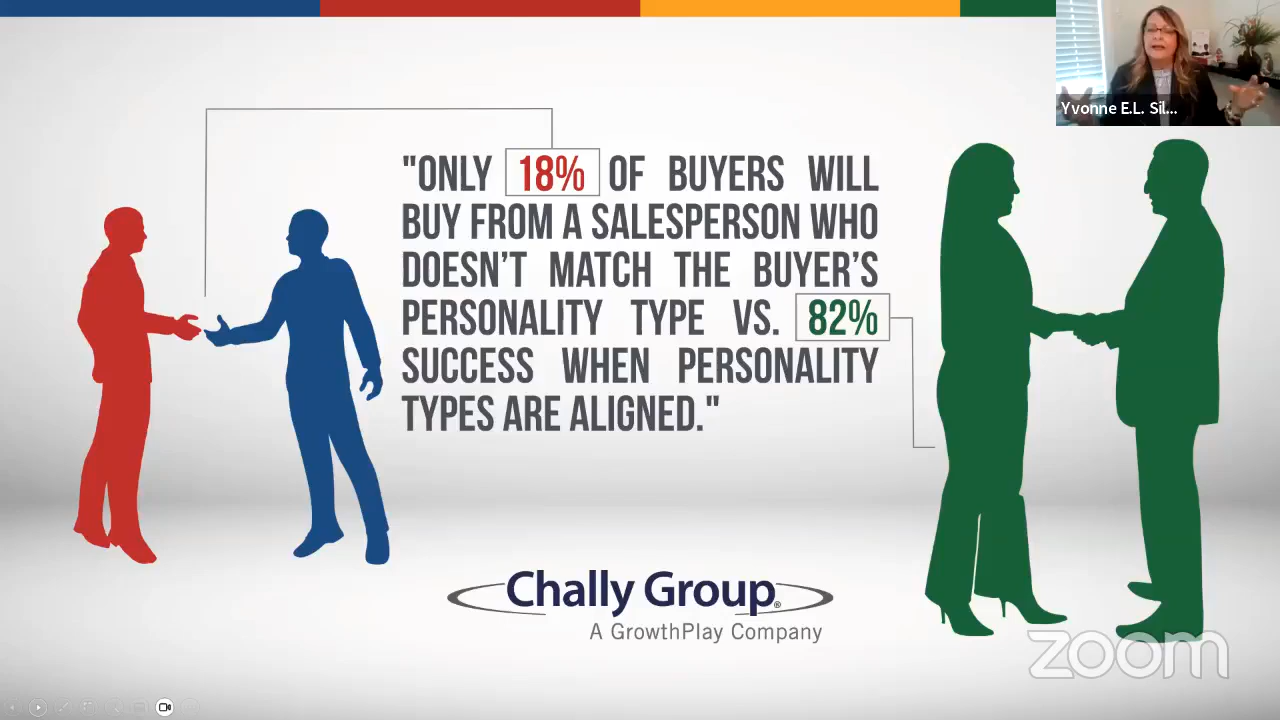 Yvonne E.L. Sil...
"ONLY 18% OF BUYERS WILL
BUY FROM A SALESPERSON WHO
DOESN’T MATCH THE BUYER’S
PERSONALITY TYPE VS. 82%
SUCCESS WHEN PERSONALITY
TYPES ARE ALIGNED."
Chally Group®
A GrowthPlay Company
zoom